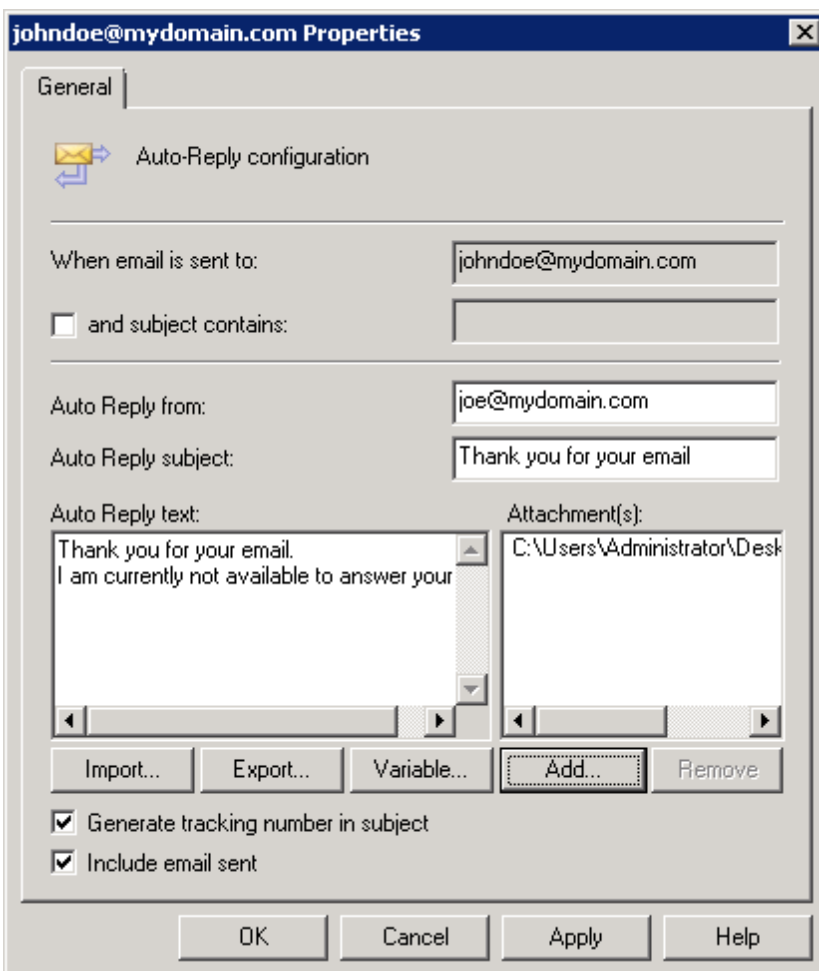 johndoe@mydomain.com Properties
General
Auto-Reply configuration
When email is sent to: johndoe@mydomain.com
and subject contains:
Auto Reply from: joe@mydomain.com
Auto Reply subject: Thank you for your email
Auto Reply text: Attachment(s):
Thank you for your email. C:\Users\Administrator\Desk
I am currently not available to answer your
Import... Export... Variable... Add... Remove
Generate tracking number in subject
Include email sent
OK Cancel Apply Help